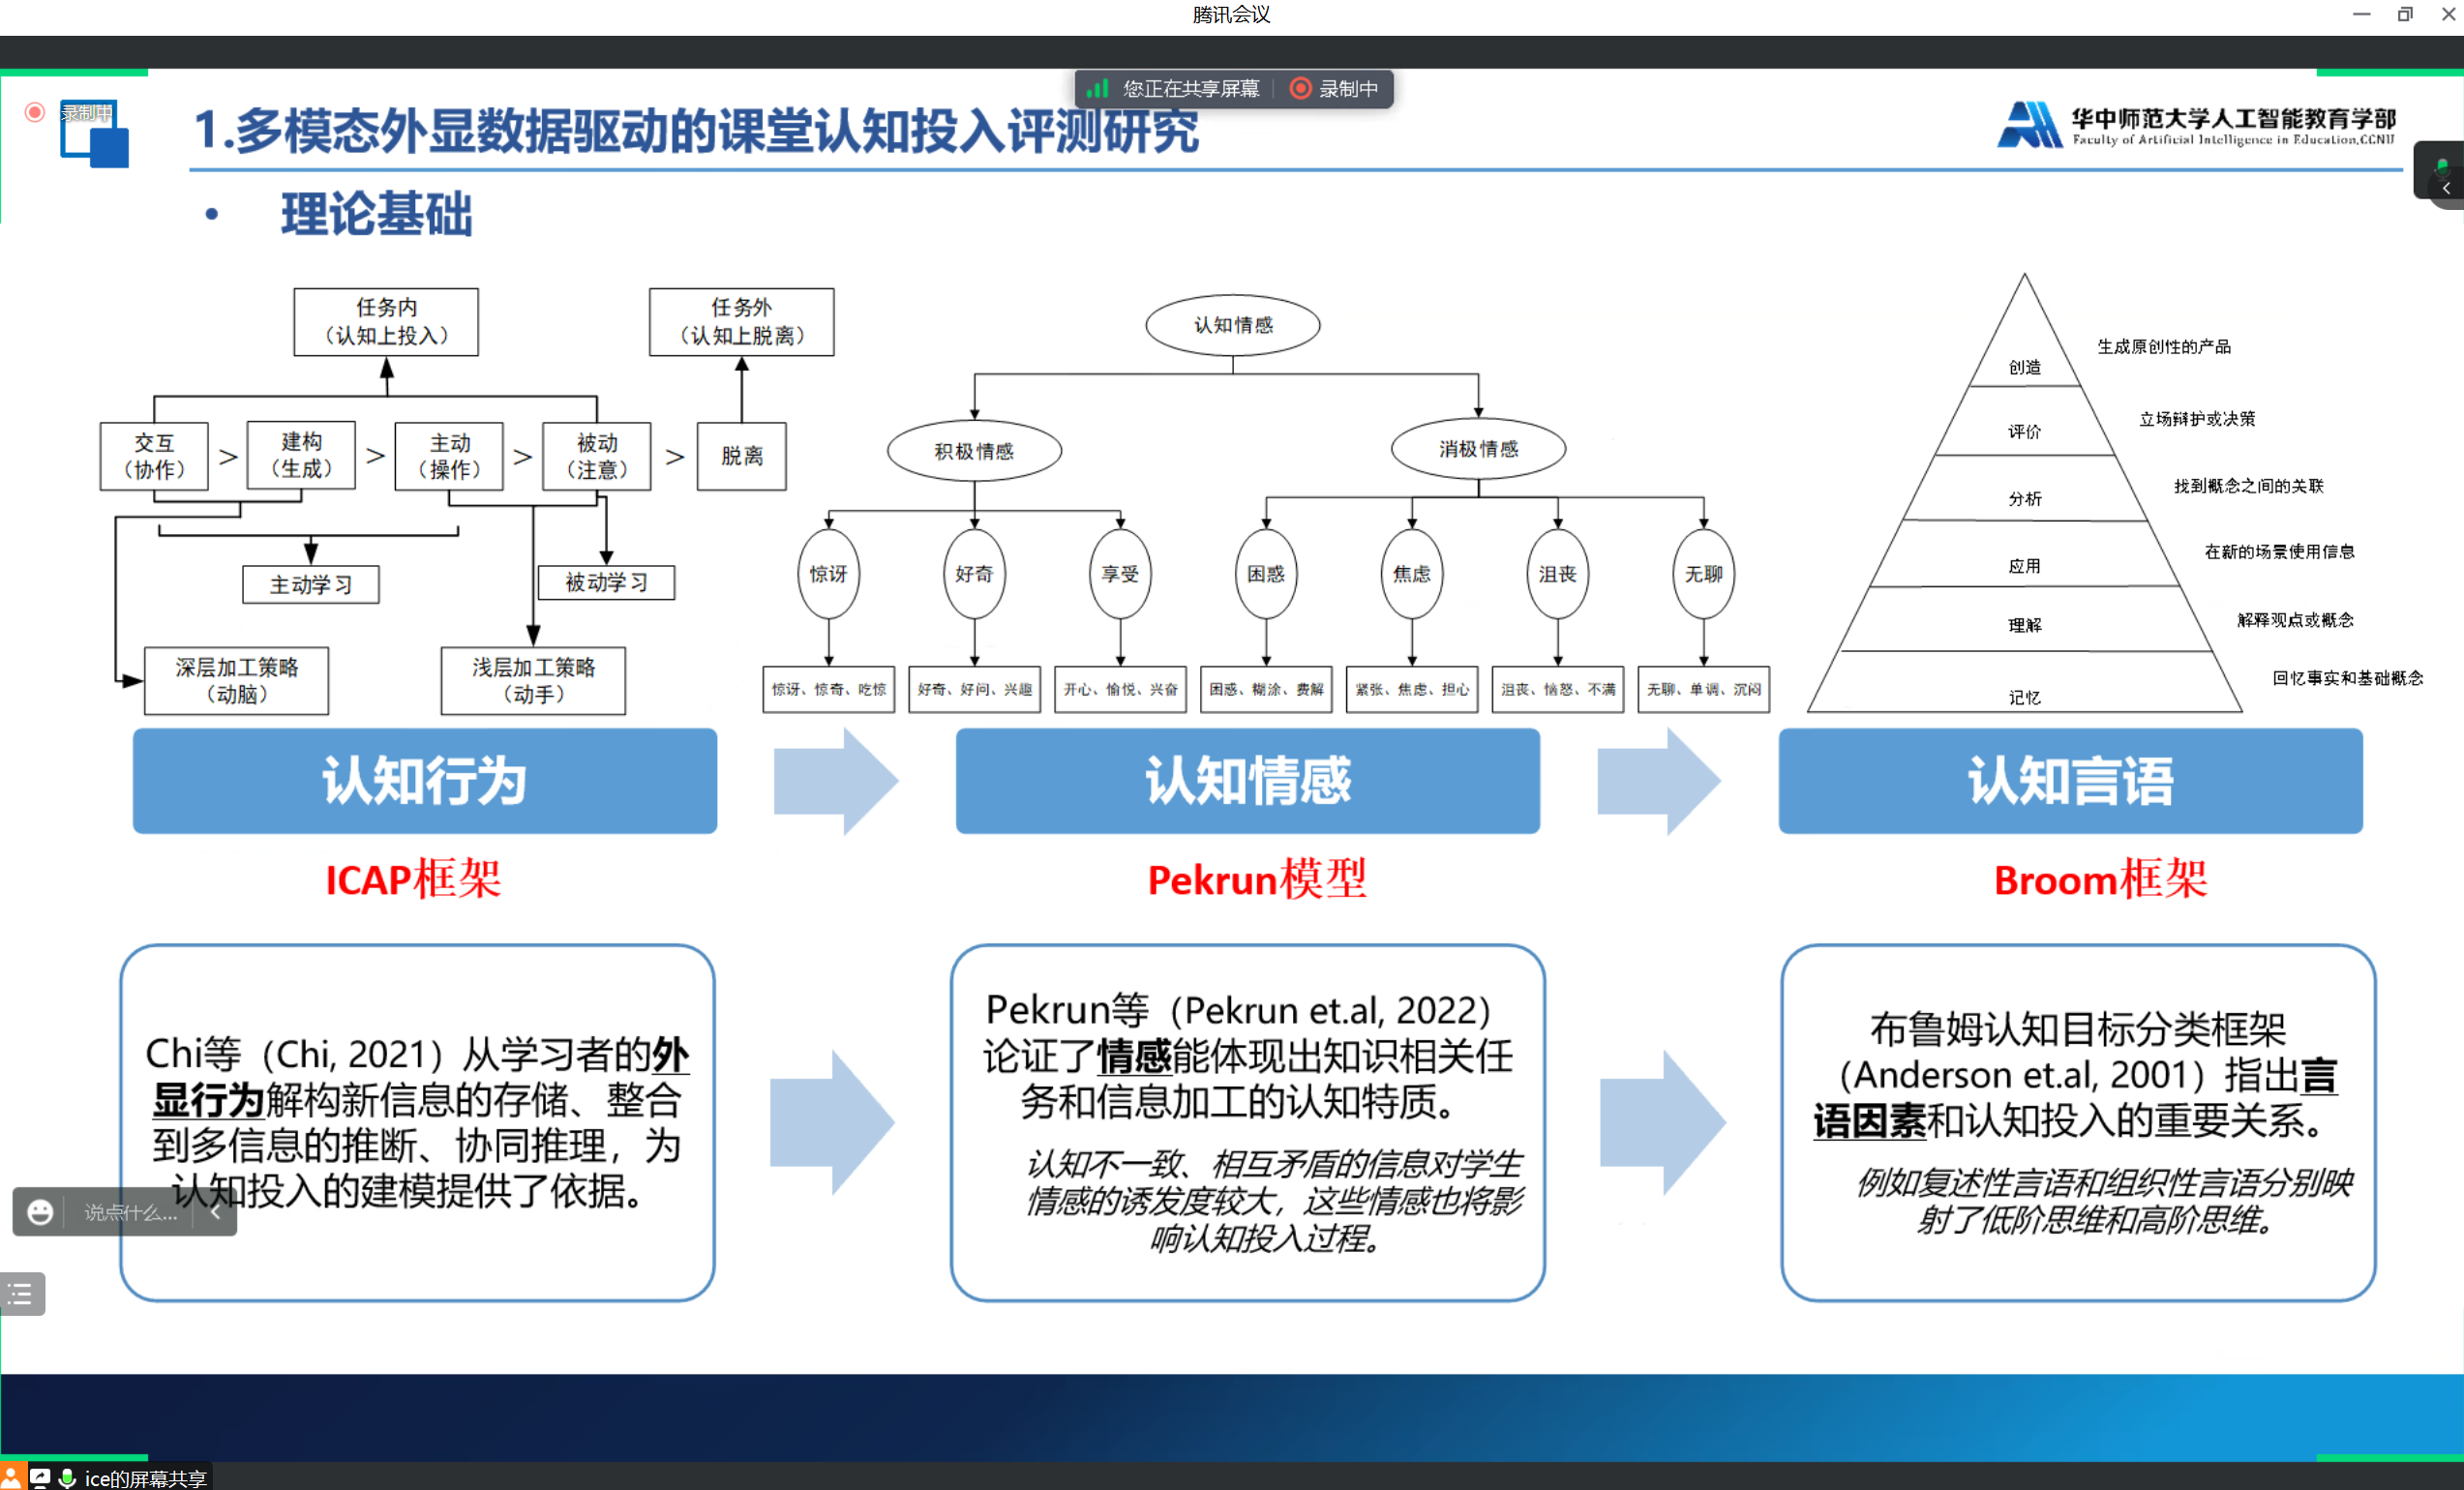 腾讯会议
您正在共享屏幕
录制中
录制中
1.多模态外显数据驱动的课堂认知投入评测研究
华中师范大学人工智能教育学部
Faculty of Artificial Intelligence in Education,CCNU
• 理论基础
任务内
（认知上投入）
任务外
（认知上脱离）
交互
（协作）
>
建构
（生成）
>
主动
（操作）
>
被动
（注意）
>
脱离
主动学习
被动学习
深层加工策略
（动脑）
浅层加工策略
（动手）
认知情感
积极情感
消极情感
惊讶
好奇
享受
困惑
焦虑
沮丧
无聊
惊讶、惊奇、吃惊
好奇、好问、兴趣
开心、愉悦、兴奋
困惑、糊涂、费解
紧张、焦虑、担心
沮丧、恼怒、不满
无聊、单调、沉闷
创造
生成原创性的产品
评价
立场辩护或决策
分析
找到概念之间的关联
应用
在新的场景使用信息
理解
解释观点或概念
记忆
回忆事实和基础概念
认知行为
认知情感
认知言语
ICAP框架
Pekrun模型
Broom框架
Chi等（Chi, 2021）从学习者的外
显行为解构新信息的存储、整合
到多信息的推断、协同推理，为
认知投入的建模提供了依据。
Pekrun等（Pekrun et.al, 2022）
论证了情感能体现出知识相关任
务和信息加工的认知特质。
认知不一致、相互矛盾的信息对学生
情感的诱发度较大，这些情感也将影
响认知投入过程。
布鲁姆认知目标分类框架
（Anderson et.al, 2001）指出言
语因素和认知投入的重要关系。
例如复述性言语和组织性言语分别映
射了低阶思维和高阶思维。
说点什么...
ice的屏幕共享